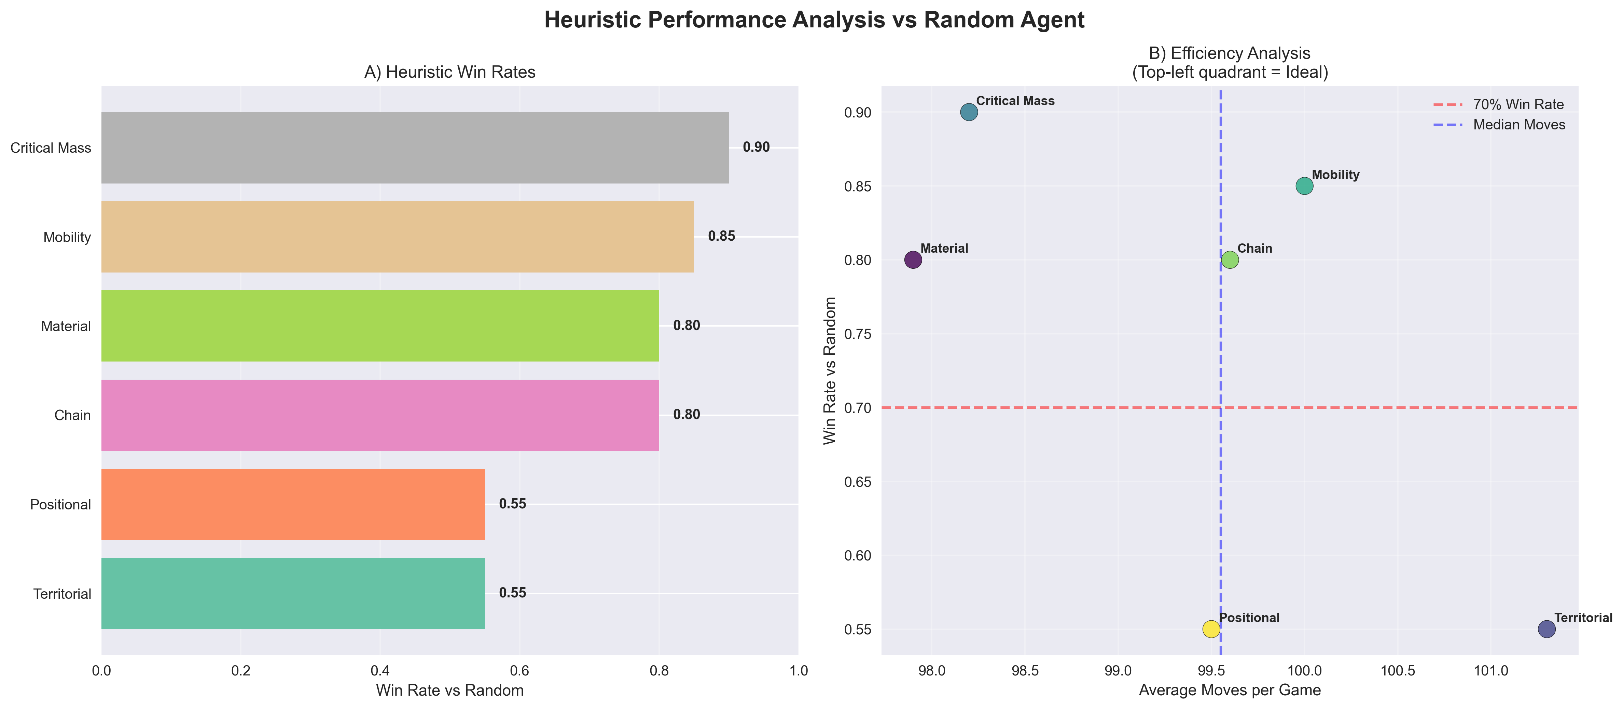 Heuristic Performance Analysis vs Random Agent
A) Heuristic Win Rates
Critical Mass
Mobility
Material
Chain
Positional
Territorial
0.90
0.85
0.80
0.80
0.55
0.55
0.0 0.2 0.4 0.6 0.8 1.0
Win Rate vs Random
B) Efficiency Analysis
(Top-left quadrant = Ideal)
70% Win Rate
Median Moves
Critical Mass
Mobility
Material
Chain
Positional
Territorial
0.90
0.85
0.80
0.75
0.70
0.65
0.60
0.55
Win Rate vs Random
98.0 98.5 99.0 99.5 100.0 100.5 101.0
Average Moves per Game